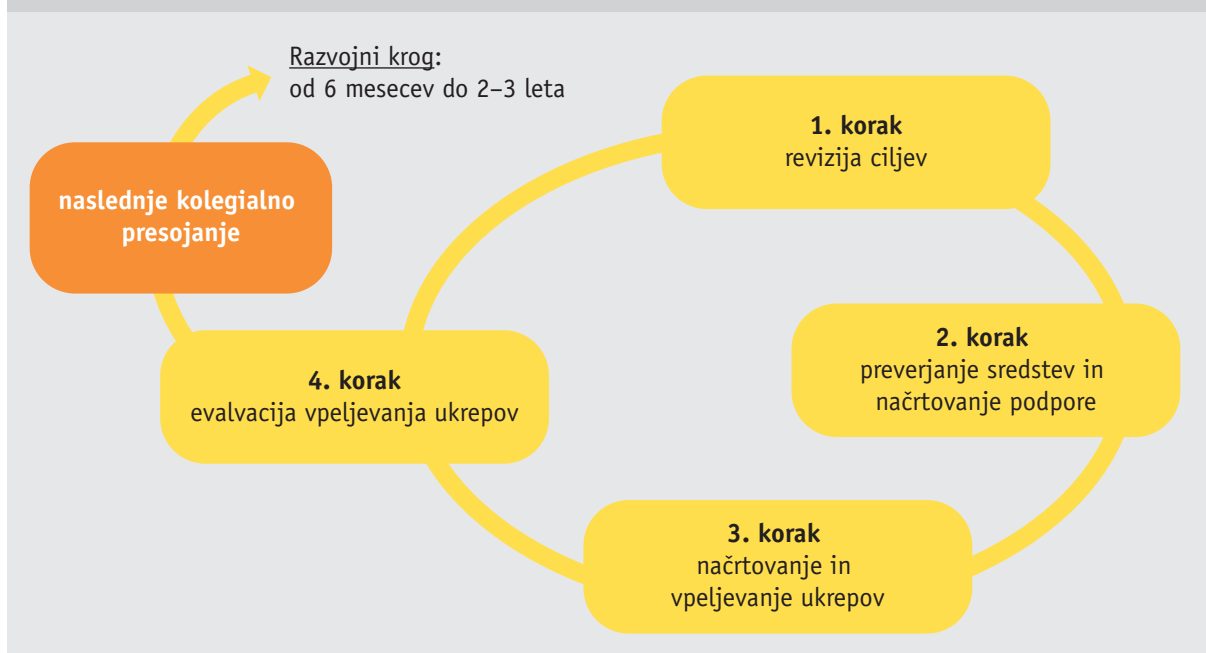 Razvojni krog:
od 6 mesecev do 2–3 leta
1. korak
revizija ciljev
naslednje kolegialno
presojanje
2. korak
preverjanje sredstev in
načrtovanje podpore
4. korak
evalvacija vpeljevanja ukrepov
3. korak
načrtovanje in
vpeljevanje ukrepov